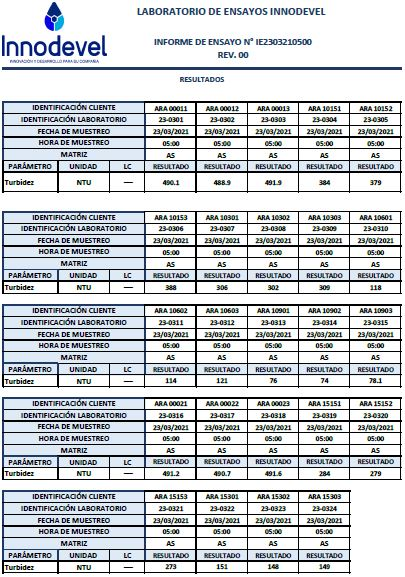 LABORATORIO DE ENSAYOS INNODEVEL
Innodevel
INNOVACIÓN Y DESARROLLO PARA SU COMPAÑÍA
INFORME DE ENSAYO Nº IE2303210500
REV. 00
RESULTADOS
IDENTIFICACIÓN CLIENTE ARA 00011 ARA 00012 ARA 00013 ARA 10151 ARA 10152
IDENTIFICACIÓN LABORATORIO 23-0301 23-0302 23-0303 23-0304 23-0305
FECHA DE MUESTREO 23/03/2021 23/03/2021 23/03/2021 23/03/2021 23/03/2021
HORA DE MUESTREO 05:00 05:00 05:00 05:00 05:00
MATRIZ AS AS AS AS AS
PARÁMETRO UNIDAD LC RESULTADO RESULTADO RESULTADO RESULTADO RESULTADO
Turbidez NTU — 490.1 488.9 491.9 384 379
IDENTIFICACIÓN CLIENTE ARA 10153 ARA 10301 ARA 10302 ARA 10303 ARA 10601
IDENTIFICACIÓN LABORATORIO 23-0306 23-0307 23-0308 23-0309 23-0310
FECHA DE MUESTREO 23/03/2021 23/03/2021 23/03/2021 23/03/2021 23/03/2021
HORA DE MUESTREO 05:00 05:00 05:00 05:00 05:00
MATRIZ AS AS AS AS AS
PARÁMETRO UNIDAD LC RESULTADO RESULTADO RESULTADO RESULTADO RESULTADO
Turbidez NTU — 388 306 302 309 118
IDENTIFICACIÓN CLIENTE ARA 10602 ARA 10603 ARA 10901 ARA 10902 ARA 10903
IDENTIFICACIÓN LABORATORIO 23-0311 23-0312 23-0313 23-0314 23-0315
FECHA DE MUESTREO 23/03/2021 23/03/2021 23/03/2021 23/03/2021 23/03/2021
HORA DE MUESTREO 05:00 05:00 05:00 05:00 05:00
MATRIZ AS AS AS AS AS
PARÁMETRO UNIDAD LC RESULTADO RESULTADO RESULTADO RESULTADO RESULTADO
Turbidez NTU — 114 121 76 74 78.1
IDENTIFICACIÓN CLIENTE ARA 00021 ARA 00022 ARA 00023 ARA 15151 ARA 15152
IDENTIFICACIÓN LABORATORIO 23-0316 23-0317 23-0318 23-0319 23-0320
FECHA DE MUESTREO 23/03/2021 23/03/2021 23/03/2021 23/03/2021 23/03/2021
HORA DE MUESTREO 05:00 05:00 05:00 05:00 05:00
MATRIZ AS AS AS AS AS
PARÁMETRO UNIDAD LC RESULTADO RESULTADO RESULTADO RESULTADO RESULTADO
Turbidez NTU — 491.2 490.7 491.6 284 279
IDENTIFICACIÓN CLIENTE ARA 15153 ARA 15301 ARA 15302 ARA 15303
IDENTIFICACIÓN LABORATORIO 23-0321 23-0322 23-0323 23-0324
FECHA DE MUESTREO 23/03/2021 23/03/2021 23/03/2021 23/03/2021
HORA DE MUESTREO 05:00 05:00 05:00 05:00
MATRIZ AS AS AS AS
PARÁMETRO UNIDAD LC RESULTADO RESULTADO RESULTADO RESULTADO
Turbidez NTU — 273 151 148 149